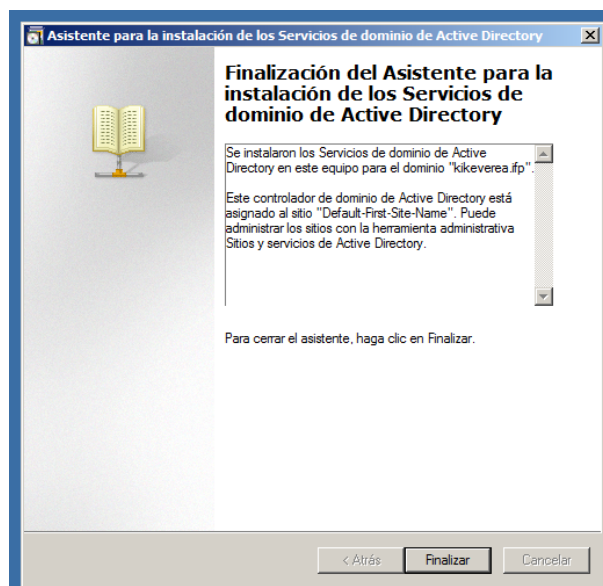 Asistente para la instalación de los Servicios de dominio de Active Directory
Finalización del Asistente para la
instalación de los Servicios de
dominio de Active Directory
Se instalaron los Servicios de dominio de Active
Directory en este equipo para el dominio "kikeverea.ifp".
Este controlador de dominio de Active Directory está
asignado al sitio "Default-First-Site-Name". Puede
administrar los sitios con la herramienta administrativa
Sitios y servicios de Active Directory.
Para cerrar el asistente, haga clic en Finalizar.
< Atrás
Finalizar
Cancelar